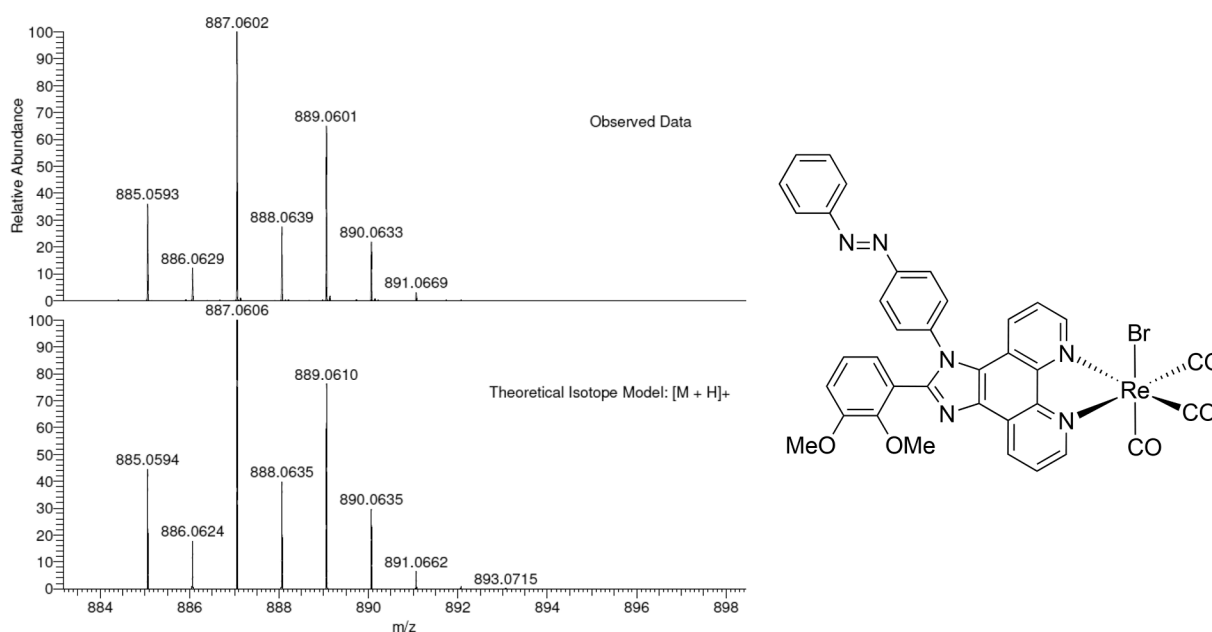 887.0602
100
90
80
70
60
50
40
30
20
10
0
Relative Abundance
889.0601
Observed Data
885.0593
888.0639
890.0633
886.0629
891.0669
887.0606
100
90
80
70
60
50
40
30
20
10
0
889.0610
Theoretical Isotope Model: [M + H]+
885.0594
888.0635
890.0635
886.0624
891.0662
893.0715
884
886
888
890
892
894
896
898
m/z
N=N
N
N
Br
N
Re
CO
N
CO
CO
MeO
OMe